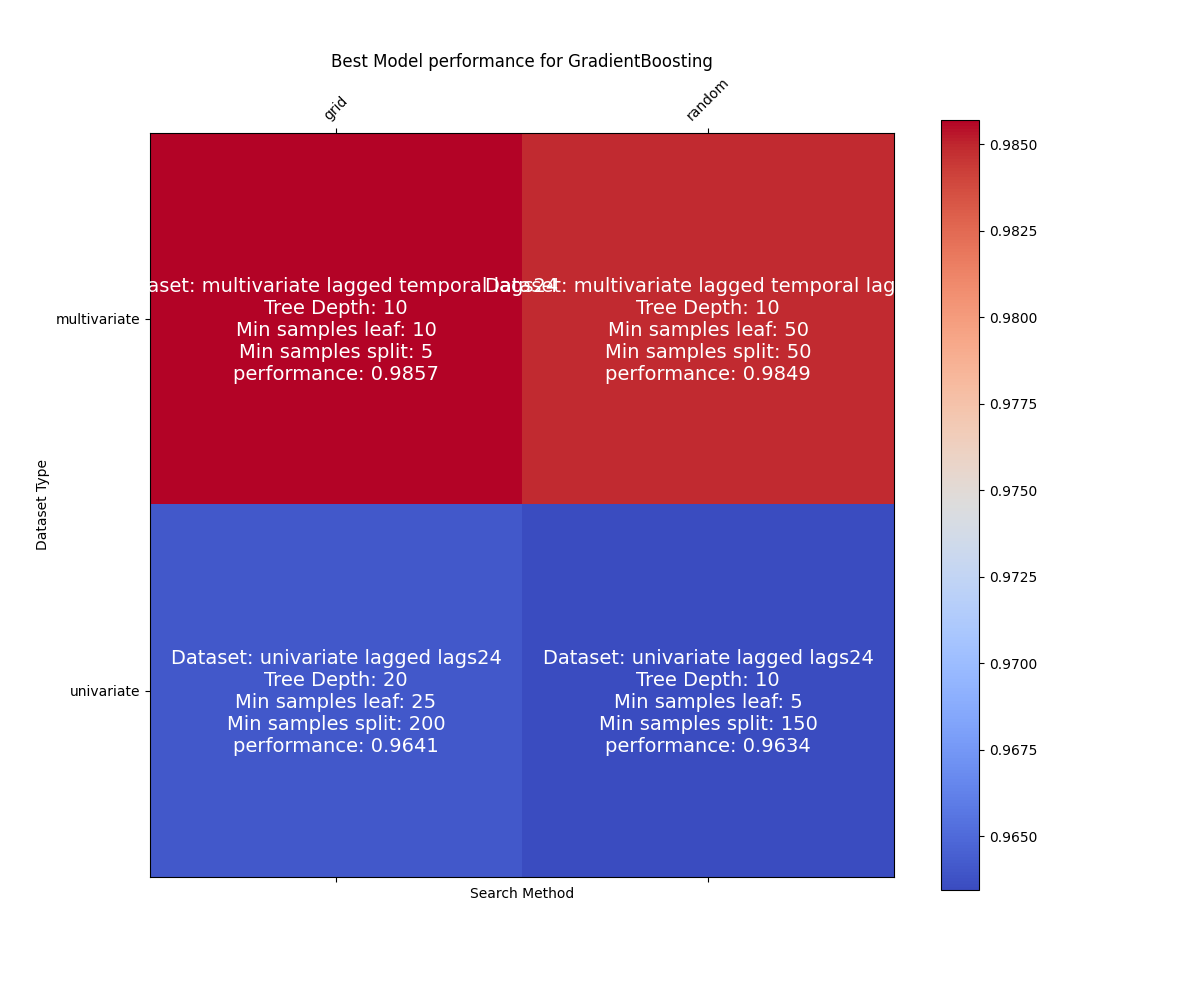 Best Model performance for GradientBoosting
grid
random
aset: multivariate lagged temporal lags24
Dataset: multivariate lagged temporal lag
Tree Depth: 10
Min samples leaf: 10
Min samples split: 5
performance: 0.9857
Tree Depth: 10
Min samples leaf: 50
Min samples split: 50
performance: 0.9849
multivariate
Dataset Type
univariate
Dataset: univariate lagged lags24
Tree Depth: 20
Min samples leaf: 25
Min samples split: 200
performance: 0.9641
Dataset: univariate lagged lags24
Tree Depth: 10
Min samples leaf: 5
Min samples split: 150
performance: 0.9634
Search Method
0.9850
0.9825
0.9800
0.9775
0.9750
0.9725
0.9700
0.9675
0.9650